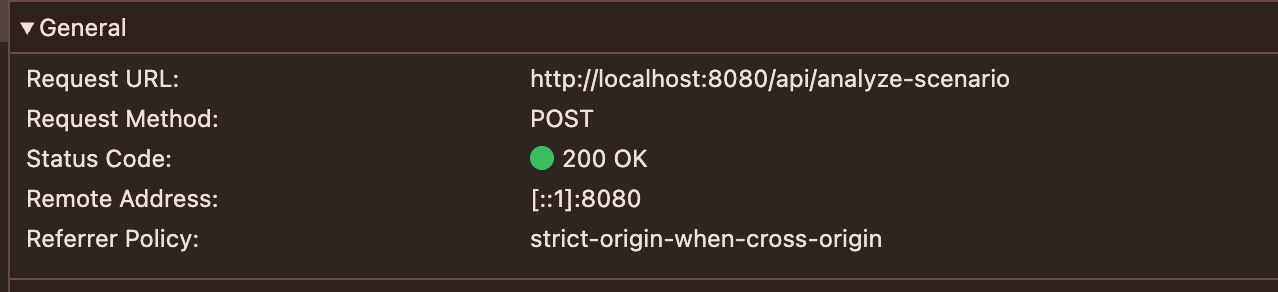 General
Request URL: http://localhost:8080/api/analyze-scenario
Request Method: POST
Status Code: 200 OK
Remote Address: [::1]:8080
Referrer Policy: strict-origin-when-cross-origin